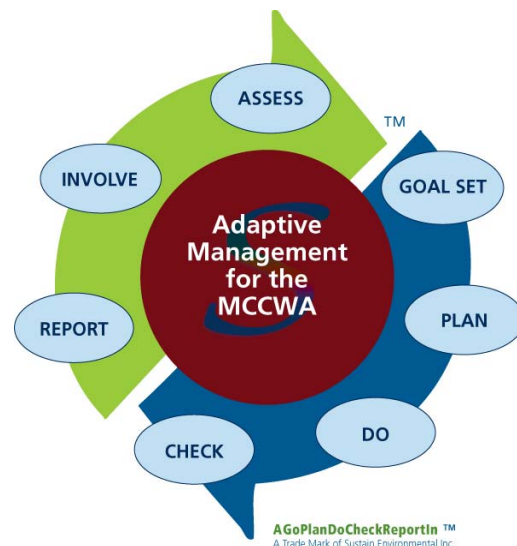 ASSESS
TM
INVOLVE
GOAL SET
Adaptive
Management
for the
MCCWA
REPORT
PLAN
DO
CHECK
AGoPlanDoCheckReportIn TM
A Trade Mark of Sustain Environmental Inc.